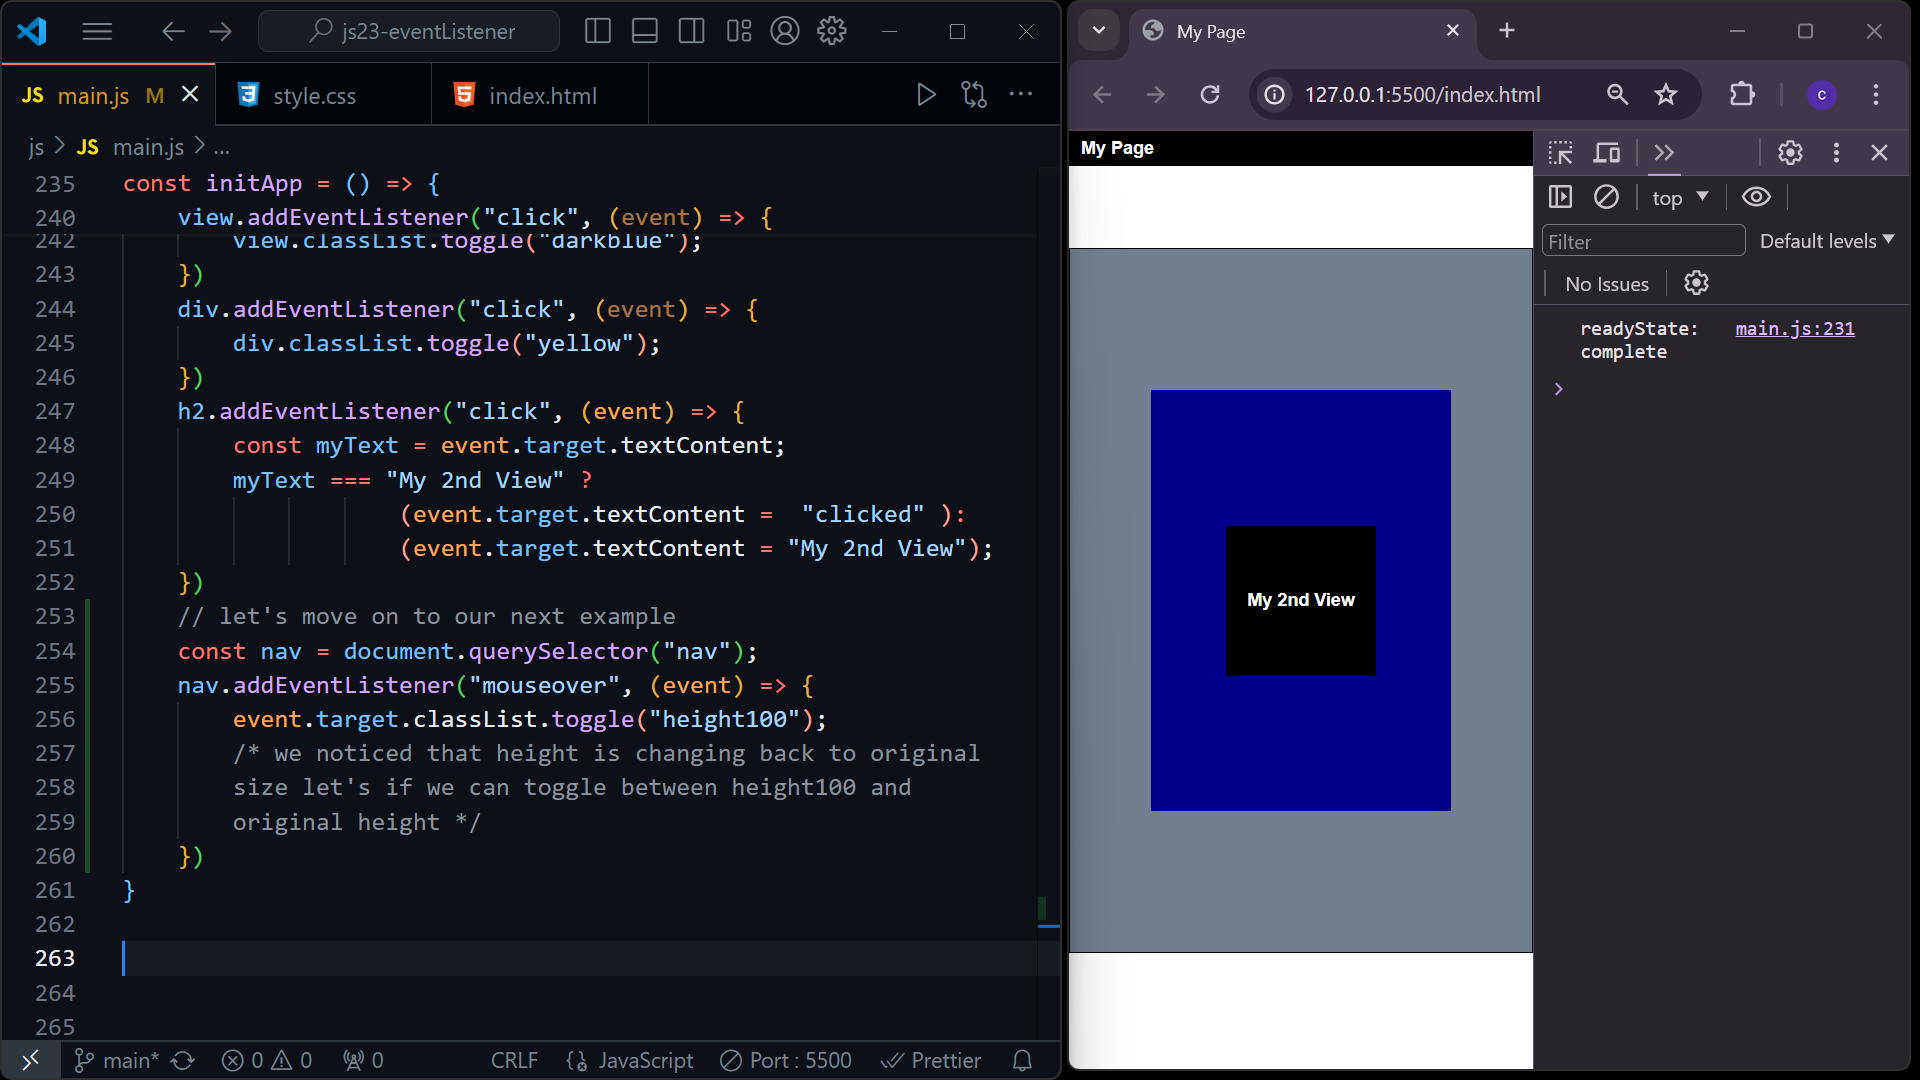 js23-eventListener
JS main.js M
style.css
index.html
js > JS main.js > ...
235 const initApp = () => {
240 view.addEventListener("click", (event) => {
242 view.classList.toggle("darkblue");
243 })
244 div.addEventListener("click", (event) => {
245 div.classList.toggle("yellow");
246 })
247 h2.addEventListener("click", (event) => {
248 const myText = event.target.textContent;
249 myText === "My 2nd View" ?
250 (event.target.textContent =  "clicked" ):
251 (event.target.textContent = "My 2nd View");
252 })
253 // let's move on to our next example
254 const nav = document.querySelector("nav");
255 nav.addEventListener("mouseover", (event) => {
256 event.target.classList.toggle("height100");
257 /* we noticed that height is changing back to original
258 size let's if we can toggle between height100 and
259 original height */
260 })
261 }
262
263
264
265
main* 0 0 0 CRLF JavaScript Port : 5500 Prettier
My Page
127.0.0.1:5500/index.html
C
My Page
My 2nd View
top
Filter
Default levels
No Issues
readyState: main.js:231
complete